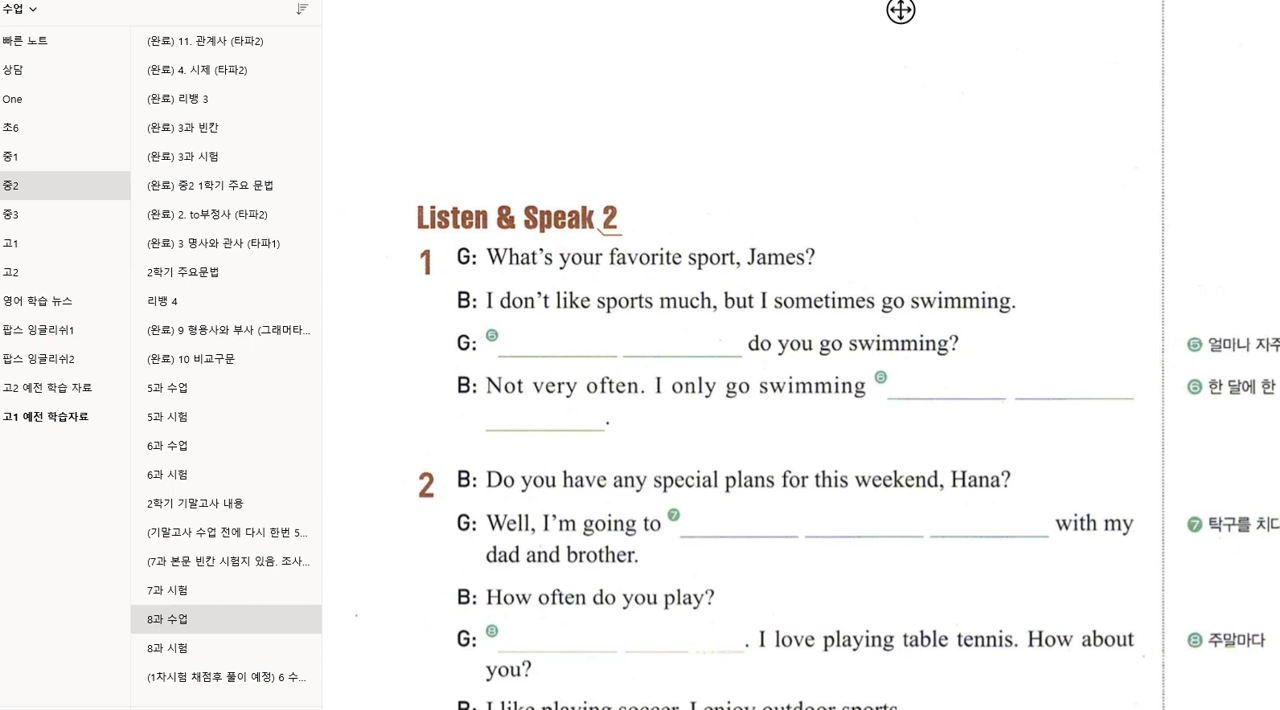 수업
빠른 노트
상담
One
초6
중1
중2
중3
고1
고2
영어 학습 뉴스
팝스 잉글리쉬1
팝스 잉글리쉬2
고2 예전 학습 자료
고1 예전 학습자료
(완료) 11. 관계사 (타파2)
(완료) 4. 시제 (타파2)
(완료) 리뱅 3
(완료) 3과 빈칸
(완료) 3과 시험
(완료) 중2 1학기 주요 문법
(완료) 2. to부정사 (타파2)
(완료) 3 명사와 관사 (타파1)
2학기 주요문법
리뱅 4
(완료) 9 형용사와 부사 (그래머타...
(완료) 10 비교구문
5과 수업
5과 시험
6과 수업
6과 시험
2학기 기말고사 내용
(기말고사 수업 전에 다시 한번 5...
(7과 본문 빈칸 시험지 있음. 조사...
7과 시험
8과 수업
8과 시험
(1차시험 채점후 풀이 예정) 6 수...
Listen & Speak 2
1 G: What's your favorite sport, James?
B: I don't like sports much, but I sometimes go swimming.
G: ⑤ do you go swimming?
B: Not very often. I only go swimming ⑥
.
2 B: Do you have any special plans for this weekend, Hana?
G: Well, I'm going to ⑦ with my
dad and brother.
B: How often do you play?
G: ⑧ . I love playing table tennis. How about
you?
B: I like playing soccer. I enjoy outdoor sports.
⑤ 얼마나 자주
⑥ 한 달에 한
⑦ 탁구를 치다
⑧ 주말마다